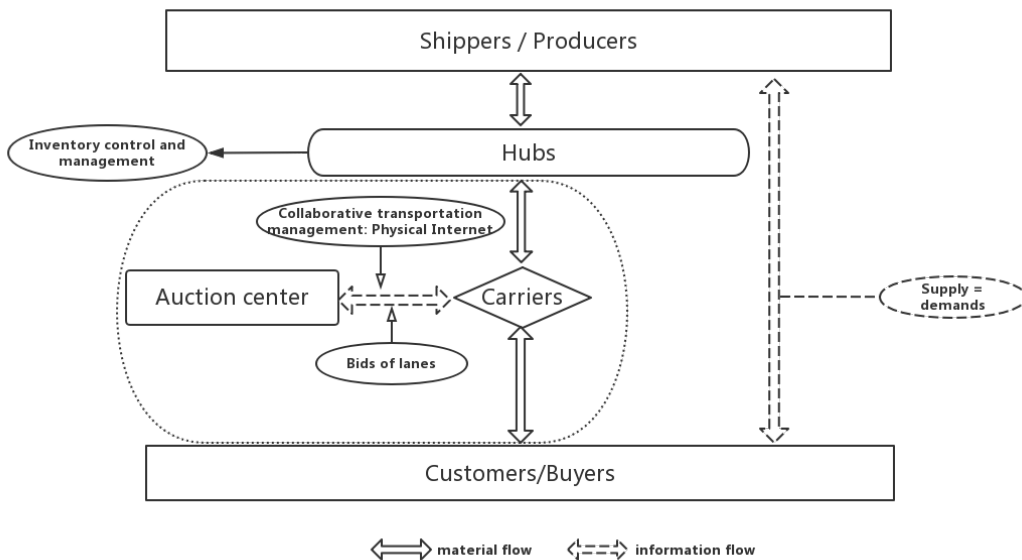 Shippers / Producers
Hubs
Inventory control and
management
Collaborative transportation
management: Physical Internet
Auction center
Carriers
Supply =
demands
Bids of lanes
Customers/Buyers
material flow
information flow